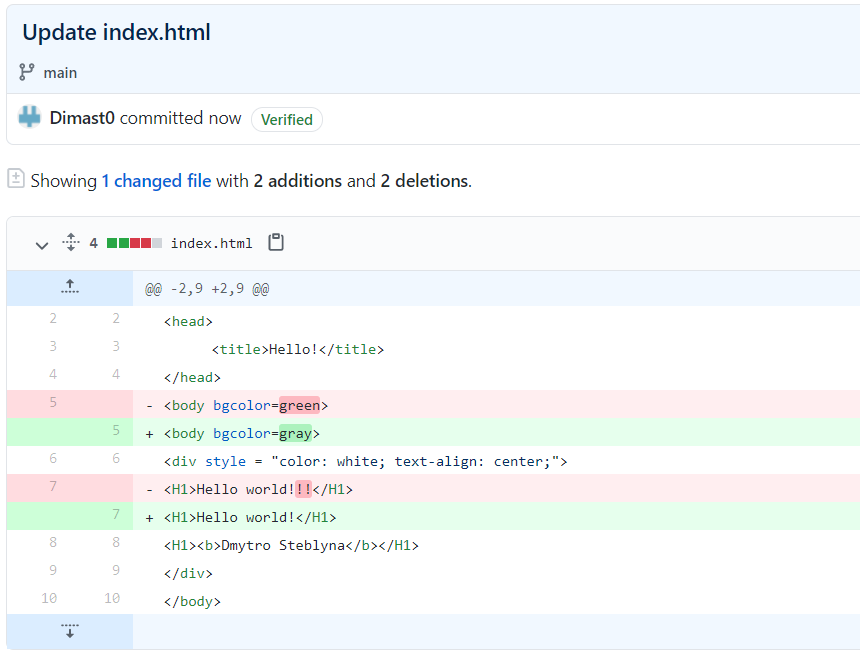 Update index.html
main
Dimast0 committed now Verified
Showing 1 changed file with 2 additions and 2 deletions.
4 index.html
@@ -2,9 +2,9 @@
2 2 <head>
3 3 <title>Hello!</title>
4 4 </head>
5 - <body bgcolor=green>
5 + <body bgcolor=gray>
6 6 <div style = "color: white; text-align: center;">
7 - <H1>Hello world!!!</H1>
7 + <H1>Hello world!</H1>
8 8 <H1><b>Dmytro Steblyna</b></H1>
9 9 </div>
10 10 </body>